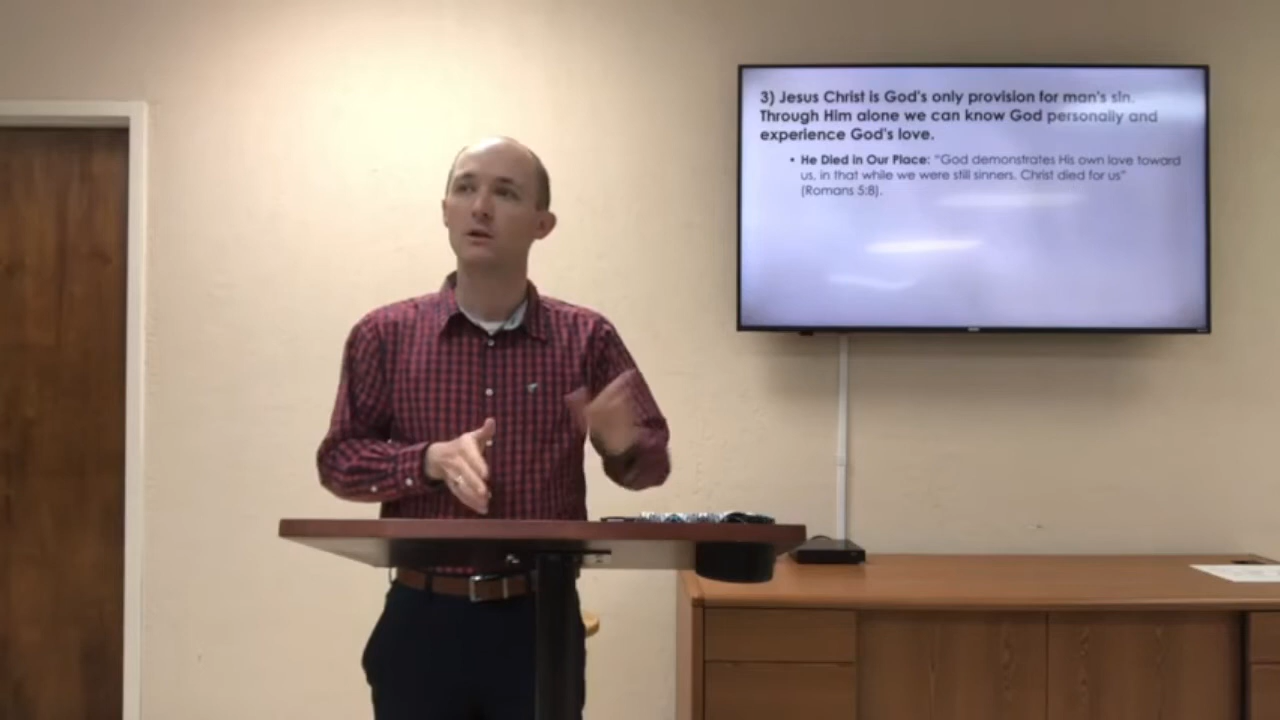 3) Jesus Christ is God's only provision for man's sin.
Through Him alone we can know God personally and
experience God's love.
• He Died in Our Place: "God demonstrates His own love toward
us, in that while we were still sinners. Christ died for us"
(Romans 5:8).